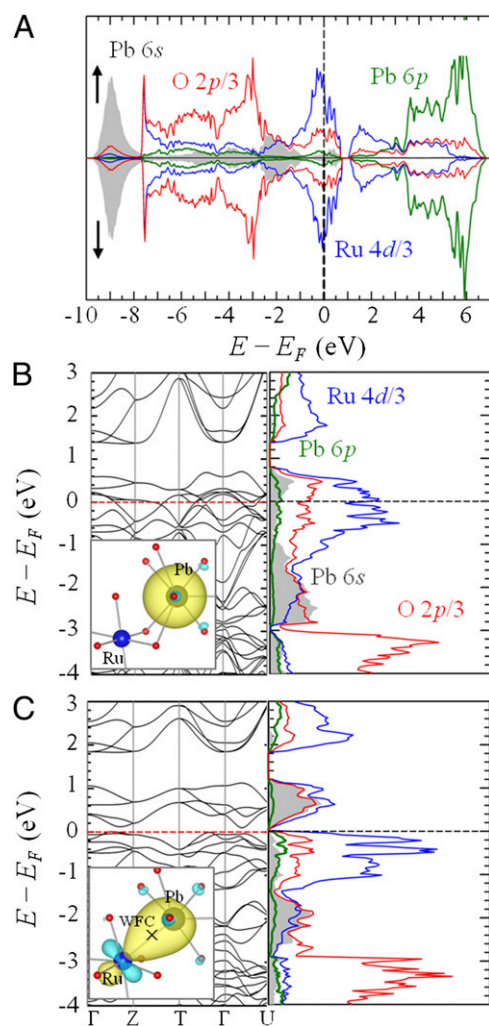 A
Pb 6s
O 2p/3
Pb 6p
Ru 4d/3
-10 -8 -6 -4 -2 0 2 4 6
E − E_F (eV)
B
3
2
1
0
-1
-2
-3
-4
E − E_F (eV)
Pb
Ru
Ru 4d/3
Pb 6p
Pb 6s
O 2p/3
C
3
2
1
0
-1
-2
-3
-4
E − E_F (eV)
Pb
WFC
Ru
Γ Z T Γ U